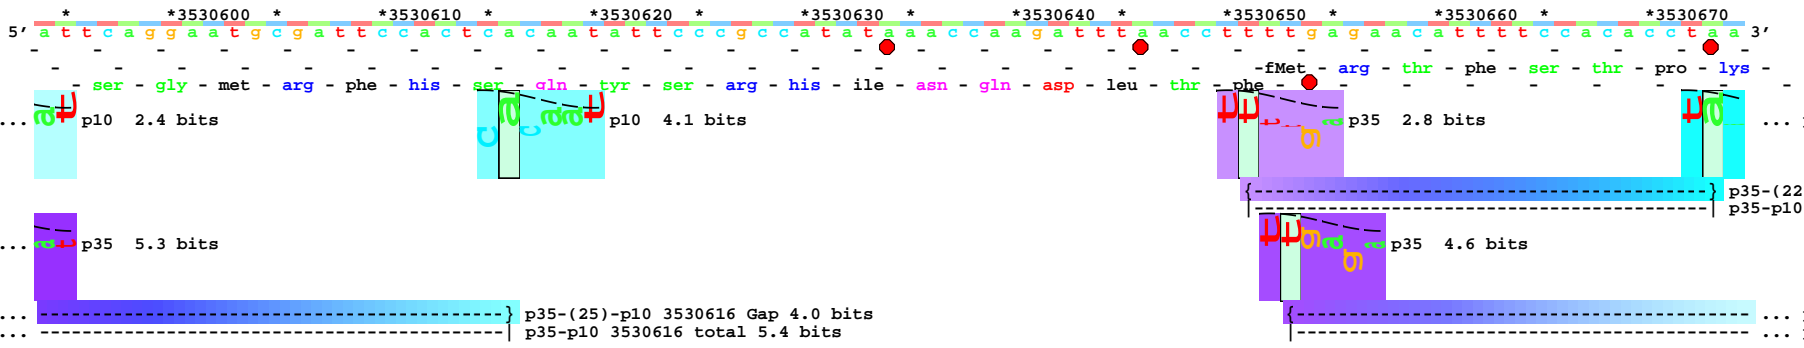 * *3530600 * *3530610 * *3530620 * *3530630 * *3530640 * *3530650 * *3530660 * *3530670
5’ a t t c a g g a a t g c g a t t c c a c t c a c a a t a t t c c c g c c a t a t a a a c c a a g a t t t a a c c t t t t g a g a a c a t t t t c c a c a c c t a a 3’
-fMet - arg - thr - phe - ser - thr - pro - lys -
- ser - gly - met - arg - phe - his - ser - gln - tyr - ser - arg - his - ile - asn - gln - asp - leu - thr - phe
... p10 2.4 bits p10 4.1 bits p35 2.8 bits ...
p35-(22
p35-p10
... p35 5.3 bits p35 4.6 bits
... p35-(25)-p10 3530616 Gap 4.0 bits ...
... p35-p10 3530616 total 5.4 bits ...